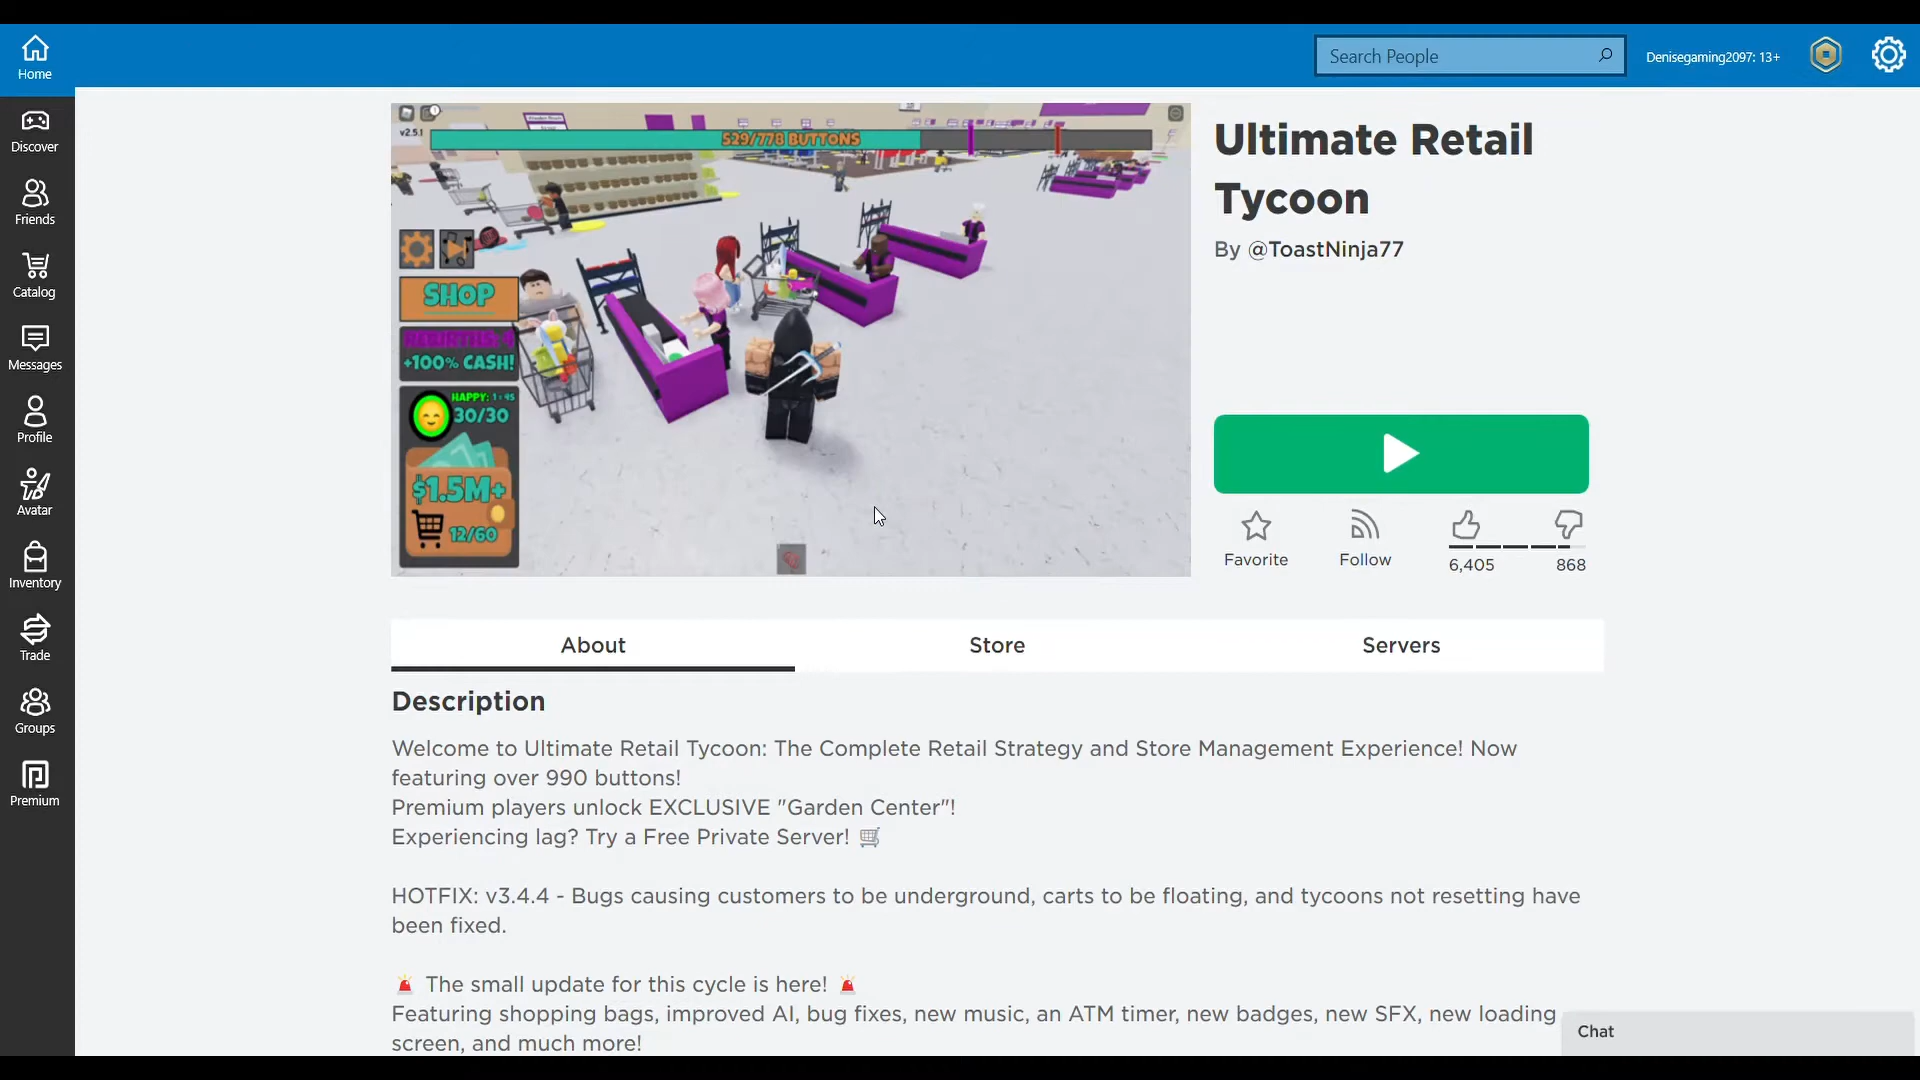 Home
Search People
Denisegaming2097: 13+
Discover
Friends
Catalog
Messages
Profile
Avatar
Inventory
Trade
Groups
Premium
v2.5.1
529/778 BUTTONS
SHOP
+100% CASH!
HAPPY: 1:45
30/30
$1.5M+
12/60
Ultimate Retail
Tycoon
By @ToastNinja77
Favorite
Follow
6,405
868
About
Store
Servers
Description
Welcome to Ultimate Retail Tycoon: The Complete Retail Strategy and Store Management Experience! Now
featuring over 990 buttons!
Premium players unlock EXCLUSIVE "Garden Center"!
Experiencing lag? Try a Free Private Server! 🛒
HOTFIX: v3.4.4 - Bugs causing customers to be underground, carts to be floating, and tycoons not resetting have
been fixed.
🚨 The small update for this cycle is here! 🚨
Featuring shopping bags, improved AI, bug fixes, new music, an ATM timer, new badges, new SFX, new loading
screen, and much more!
Chat